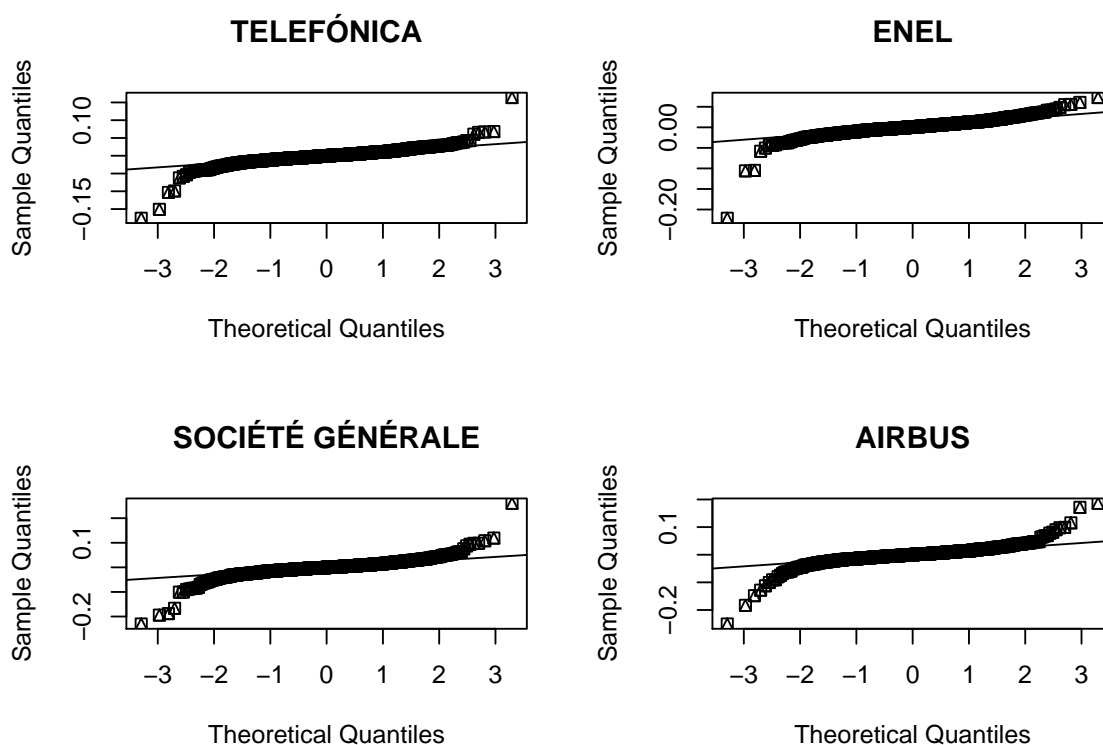 TELEFÓNICA
Sample Quantiles
0.10
−0.15
−3 −2 −1 0 1 2 3
Theoretical Quantiles
ENEL
Sample Quantiles
0.00
−0.20
−3 −2 −1 0 1 2 3
Theoretical Quantiles
SOCIÉTÉ GÉNÉRALE
Sample Quantiles
0.1
−0.2
−3 −2 −1 0 1 2 3
Theoretical Quantiles
AIRBUS
Sample Quantiles
0.1
−0.2
−3 −2 −1 0 1 2 3
Theoretical Quantiles